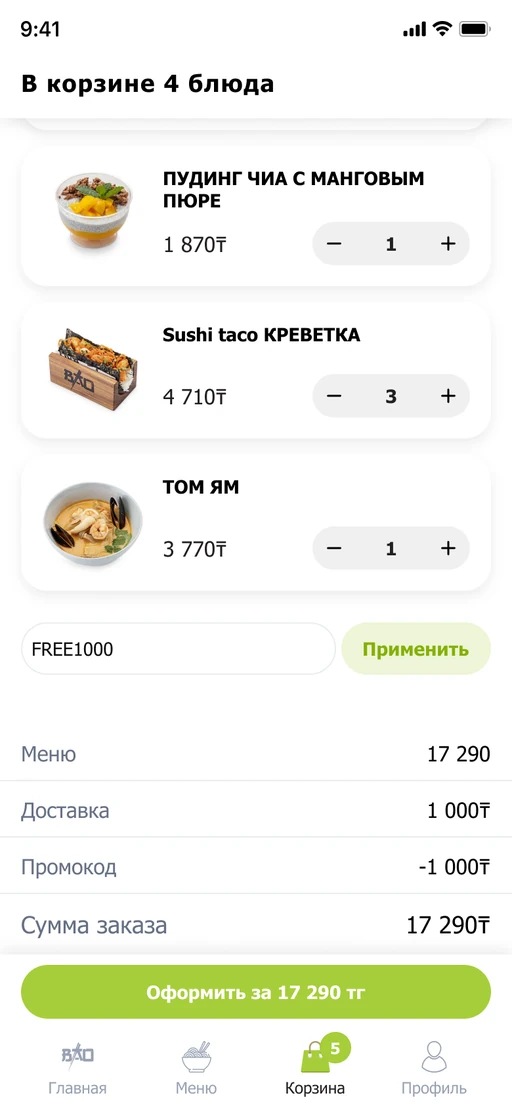 9:41
В корзине 4 блюда
ПУДИНГ ЧИА С МАНГОВЫМ
ПЮРЕ
1 870₸
− 1 +
Sushi taco КРЕВЕТКА
BAO
4 710₸
− 3 +
ТОМ ЯМ
3 770₸
− 1 +
FREE1000
Применить
Меню 17 290
Доставка 1 000₸
Промокод -1 000₸
Сумма заказа 17 290₸
Оформить за 17 290 тг
5
BAO
Главная Меню Корзина Профиль